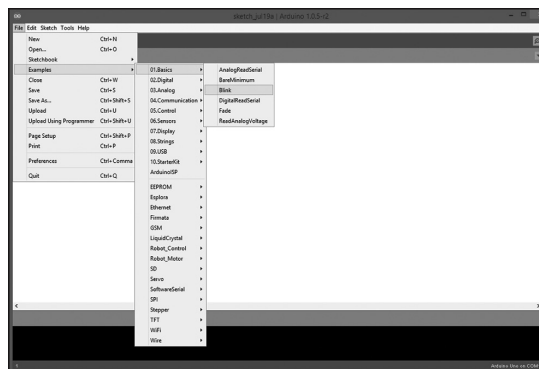 sketch_jul19a | Arduino 1.0.5-r2
File Edit Sketch Tools Help
New Ctrl+N
Open... Ctrl+O
Sketchbook
Examples
Close Ctrl+W
Save Ctrl+S
Save As... Ctrl+Shift+S
Upload Ctrl+U
Upload Using Programmer Ctrl+Shift+U
Page Setup Ctrl+Shift+P
Print Ctrl+P
Preferences Ctrl+Comma
Quit Ctrl+Q
01.Basics
02.Digital
03.Analog
04.Communication
05.Control
06.Sensors
07.Display
08.Strings
09.USB
10.StarterKit
ArduinoISP
EEPROM
Esplora
Ethernet
Firmata
GSM
LiquidCrystal
Robot_Control
Robot_Motor
SD
Servo
SoftwareSerial
SPI
Stepper
TFT
WiFi
Wire
AnalogReadSerial
BareMinimum
Blink
DigitalReadSerial
Fade
ReadAnalogVoltage
1
Arduino Uno on COM